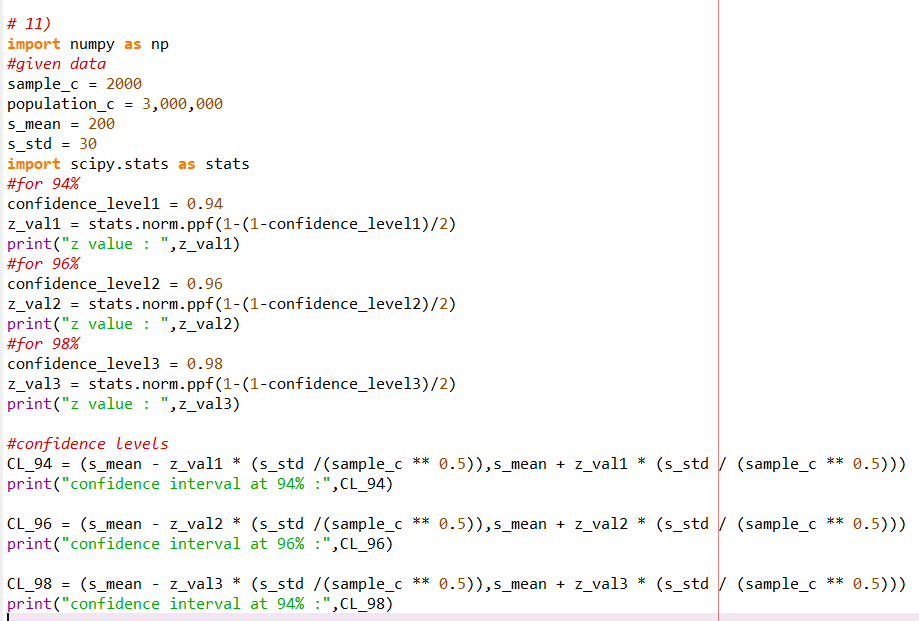 # 11)
import numpy as np
#given data
sample_c = 2000
population_c = 3,000,000
s_mean = 200
s_std = 30
import scipy.stats as stats
#for 94%
confidence_level1 = 0.94
z_val1 = stats.norm.ppf(1-(1-confidence_level1)/2)
print("z value : ",z_val1)
#for 96%
confidence_level2 = 0.96
z_val2 = stats.norm.ppf(1-(1-confidence_level2)/2)
print("z value : ",z_val2)
#for 98%
confidence_level3 = 0.98
z_val3 = stats.norm.ppf(1-(1-confidence_level3)/2)
print("z value : ",z_val3)
#confidence levels
CL_94 = (s_mean - z_val1 * (s_std /(sample_c ** 0.5)),s_mean + z_val1 * (s_std / (sample_c ** 0.5)))
print("confidence interval at 94% :",CL_94)
CL_96 = (s_mean - z_val2 * (s_std /(sample_c ** 0.5)),s_mean + z_val2 * (s_std / (sample_c ** 0.5)))
print("confidence interval at 96% :",CL_96)
CL_98 = (s_mean - z_val3 * (s_std /(sample_c ** 0.5)),s_mean + z_val3 * (s_std / (sample_c ** 0.5)))
print("confidence interval at 94% :",CL_98)